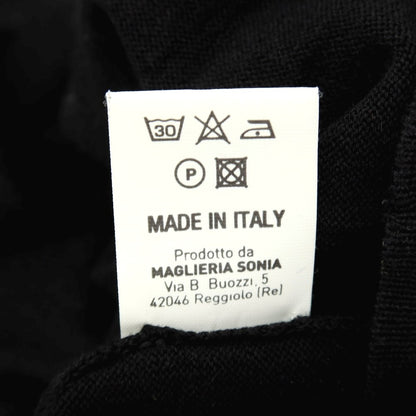 30
P
MADE IN ITALY
Prodotto da
MAGLIERIA SONIA
Via B Buozzi, 5
42046 Reggiolo (Re)